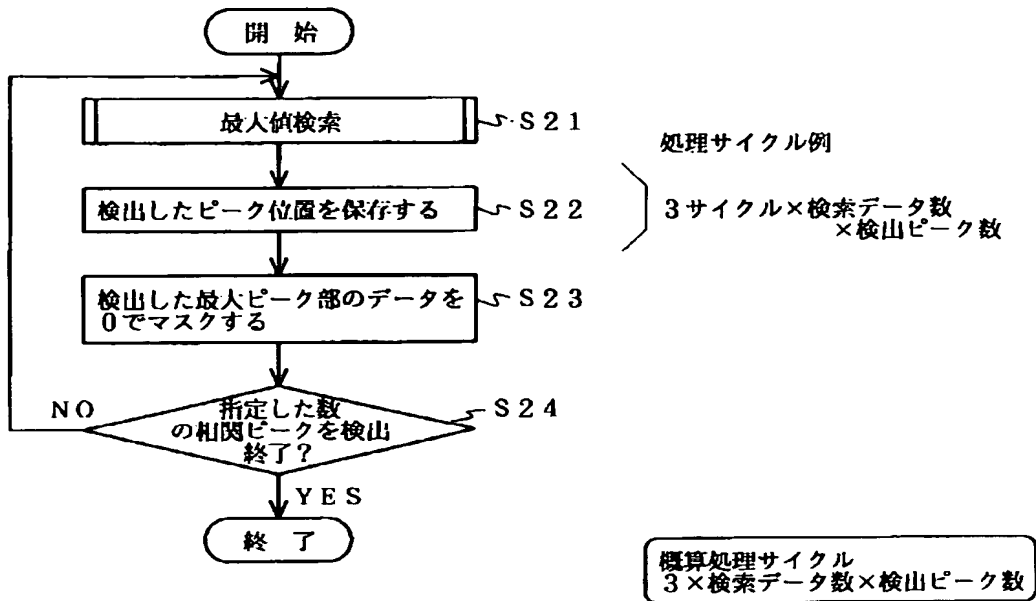 開 始
最大値検索
S21
処理サイクル例
検出したピーク位置を保存する
S22
3サイクル×検索データ数
×検出ピーク数
検出した最大ピーク部のデータを
0でマスクする
S23
NO
指定した数
の相関ピークを検出
終了?
S24
YES
終 了
概算処理サイクル
3×検索データ数×検出ピーク数